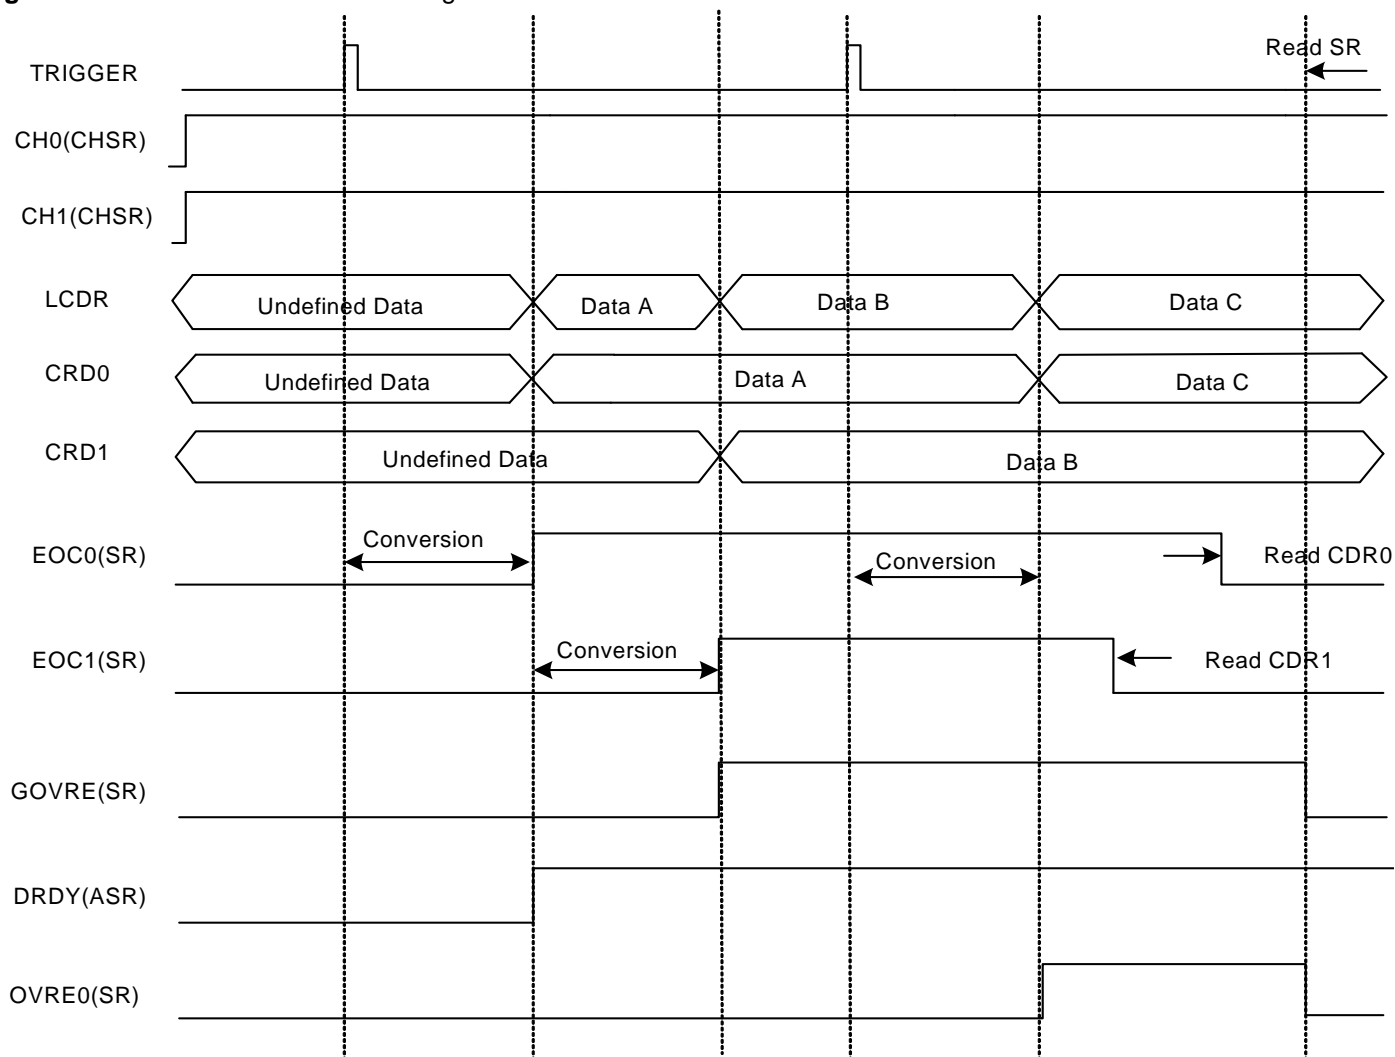 Read SR
TRIGGER
CH0(CHSR)
CH1(CHSR)
LCDR
Undefined Data
Data A
Data B
Data C
CRD0
Undefined Data
Data A
Data C
CRD1
Undefined Data
Data B
EOC0(SR)
Conversion
Conversion
Read CDR0
EOC1(SR)
Conversion
Read CDR1
GOVRE(SR)
DRDY(ASR)
OVRE0(SR)